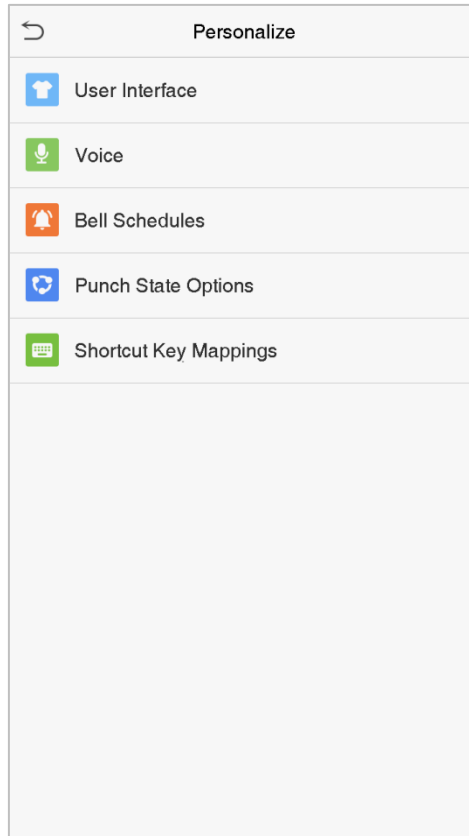 Personalize
User Interface
Voice
Bell Schedules
Punch State Options
Shortcut Key Mappings